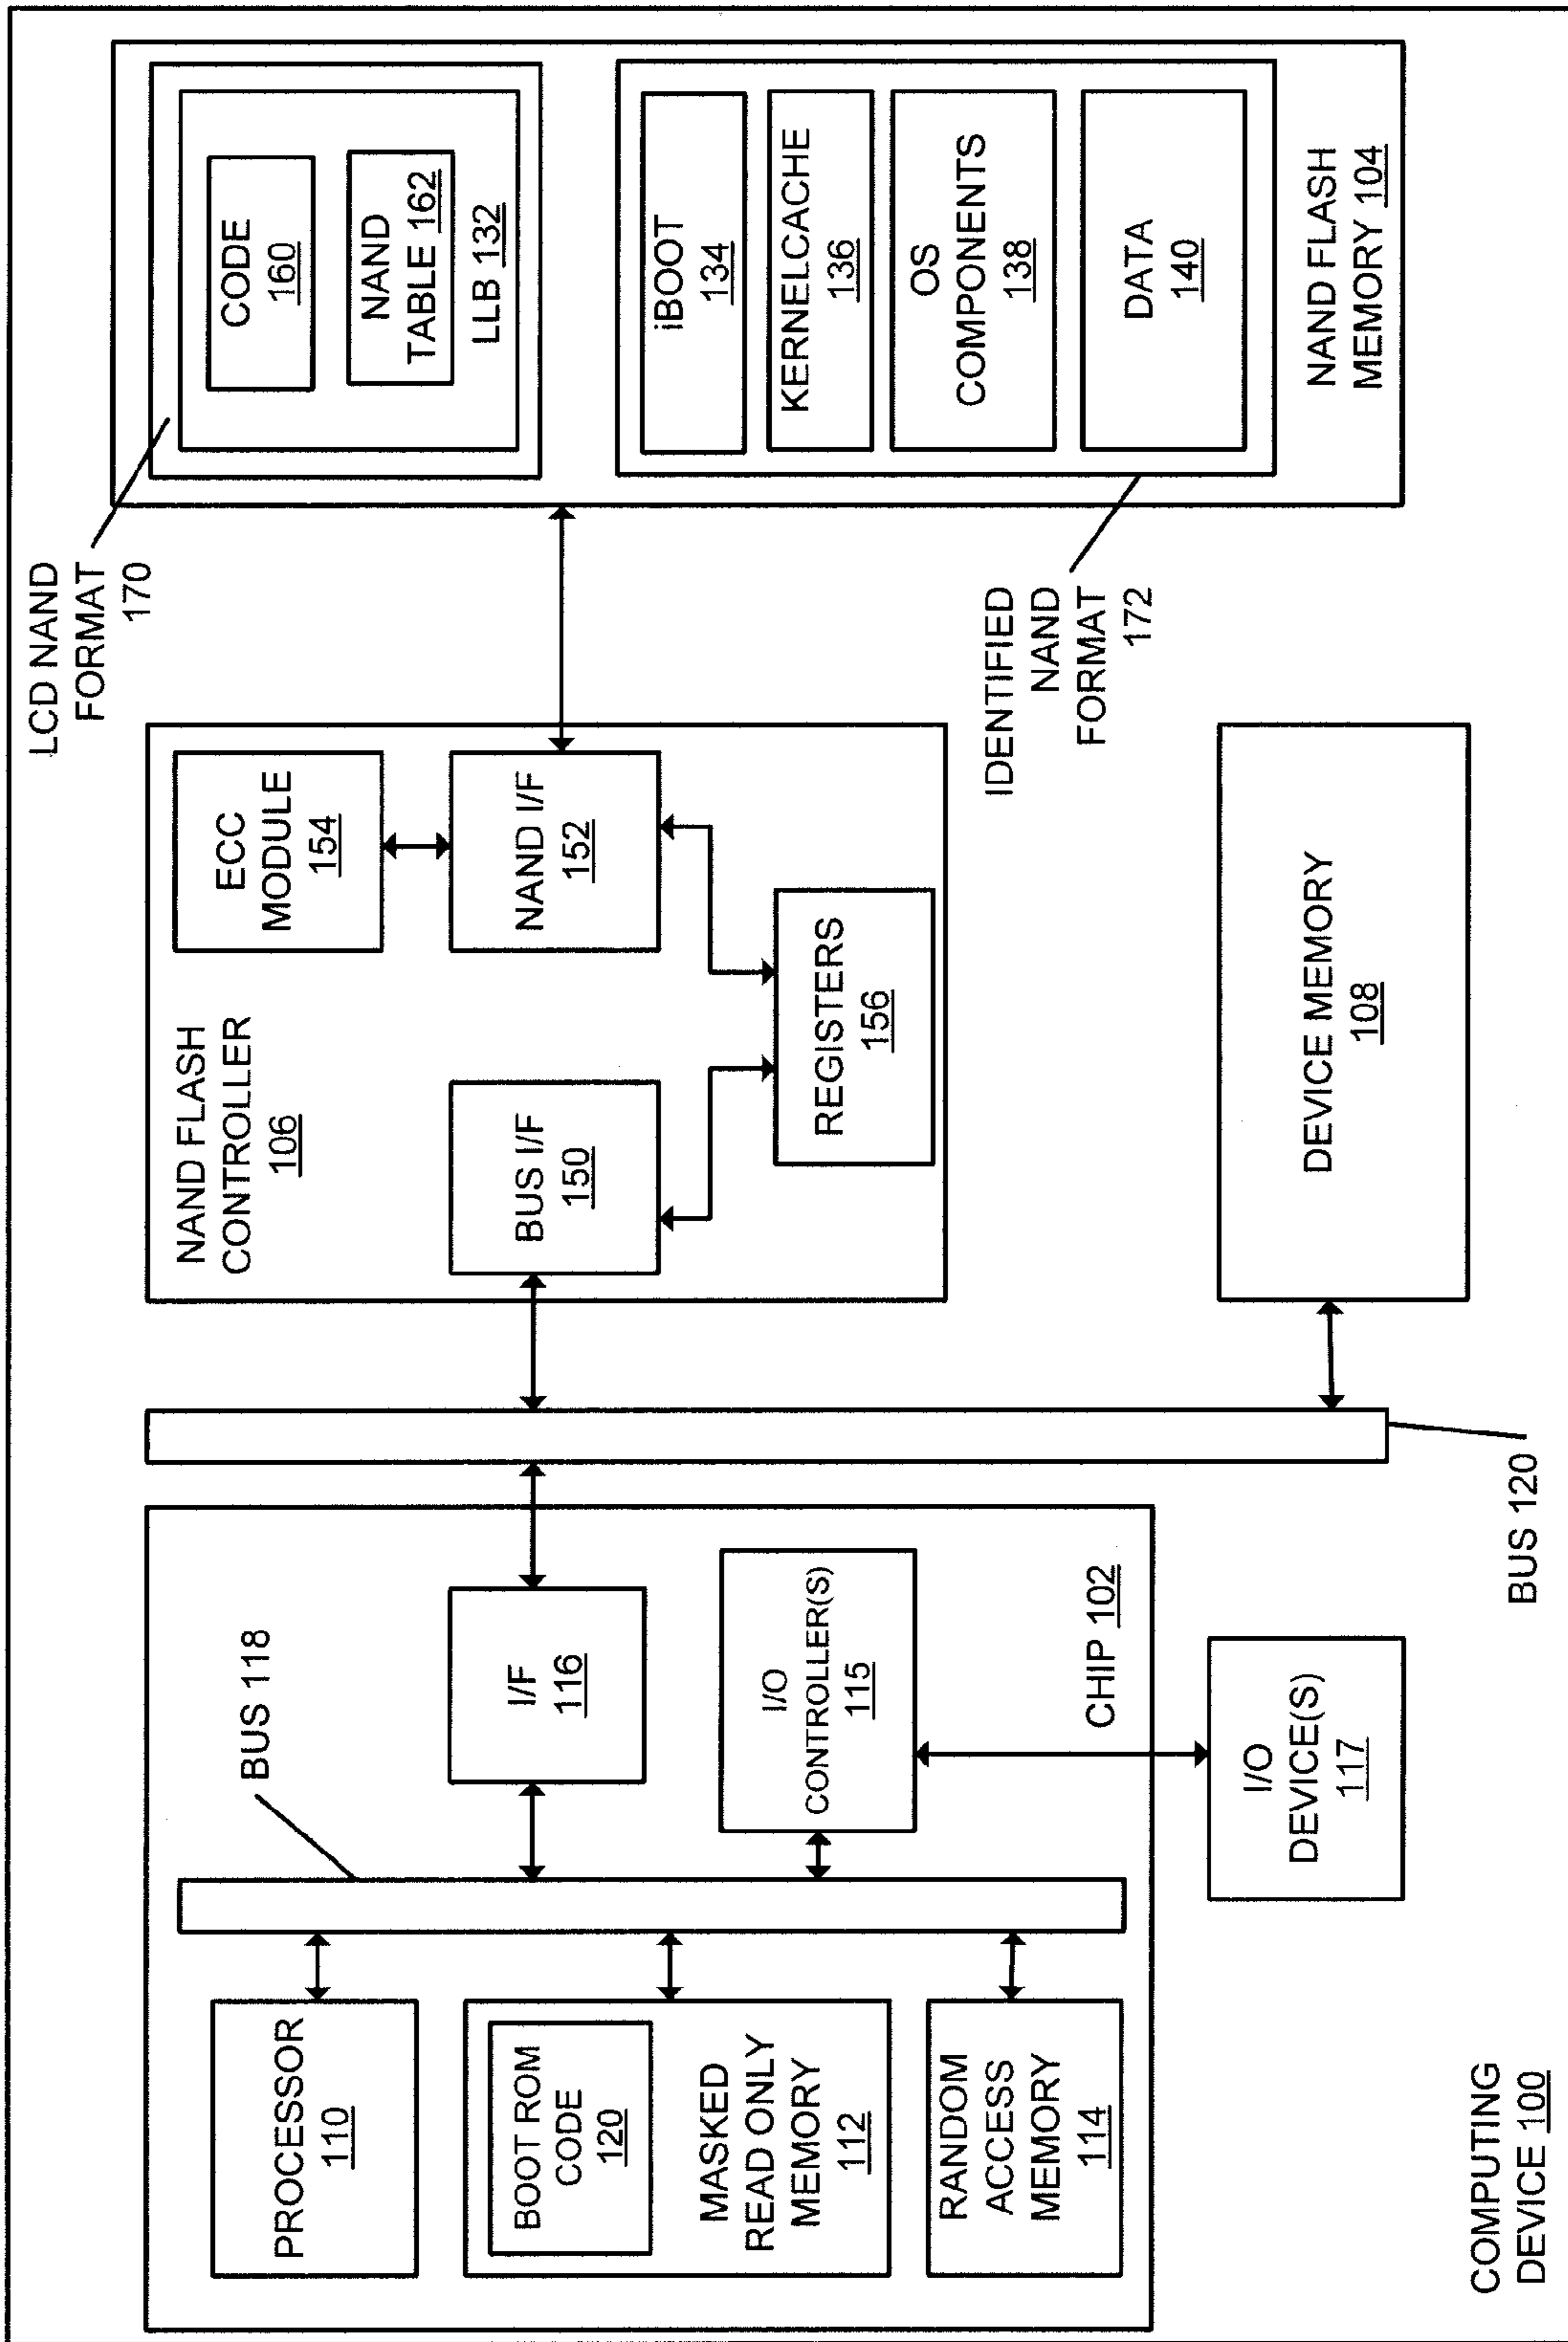 COMPUTING
DEVICE 100
CHIP 102
PROCESSOR
110
BOOT ROM
CODE
120
MASKED
READ ONLY
MEMORY
112
RANDOM
ACCESS
MEMORY
114
BUS 118
I/F
116
I/O
CONTROLLER(S)
115
I/O
DEVICE(S)
117
BUS 120
NAND FLASH
CONTROLLER
106
BUS I/F
150
ECC
MODULE
154
NAND I/F
152
REGISTERS
156
DEVICE MEMORY
108
LCD NAND
FORMAT
170
IDENTIFIED
NAND
FORMAT
172
CODE
160
NAND
TABLE 162
LLB 132
iBOOT
134
KERNELCACHE
136
OS
COMPONENTS
138
DATA
140
NAND FLASH
MEMORY 104